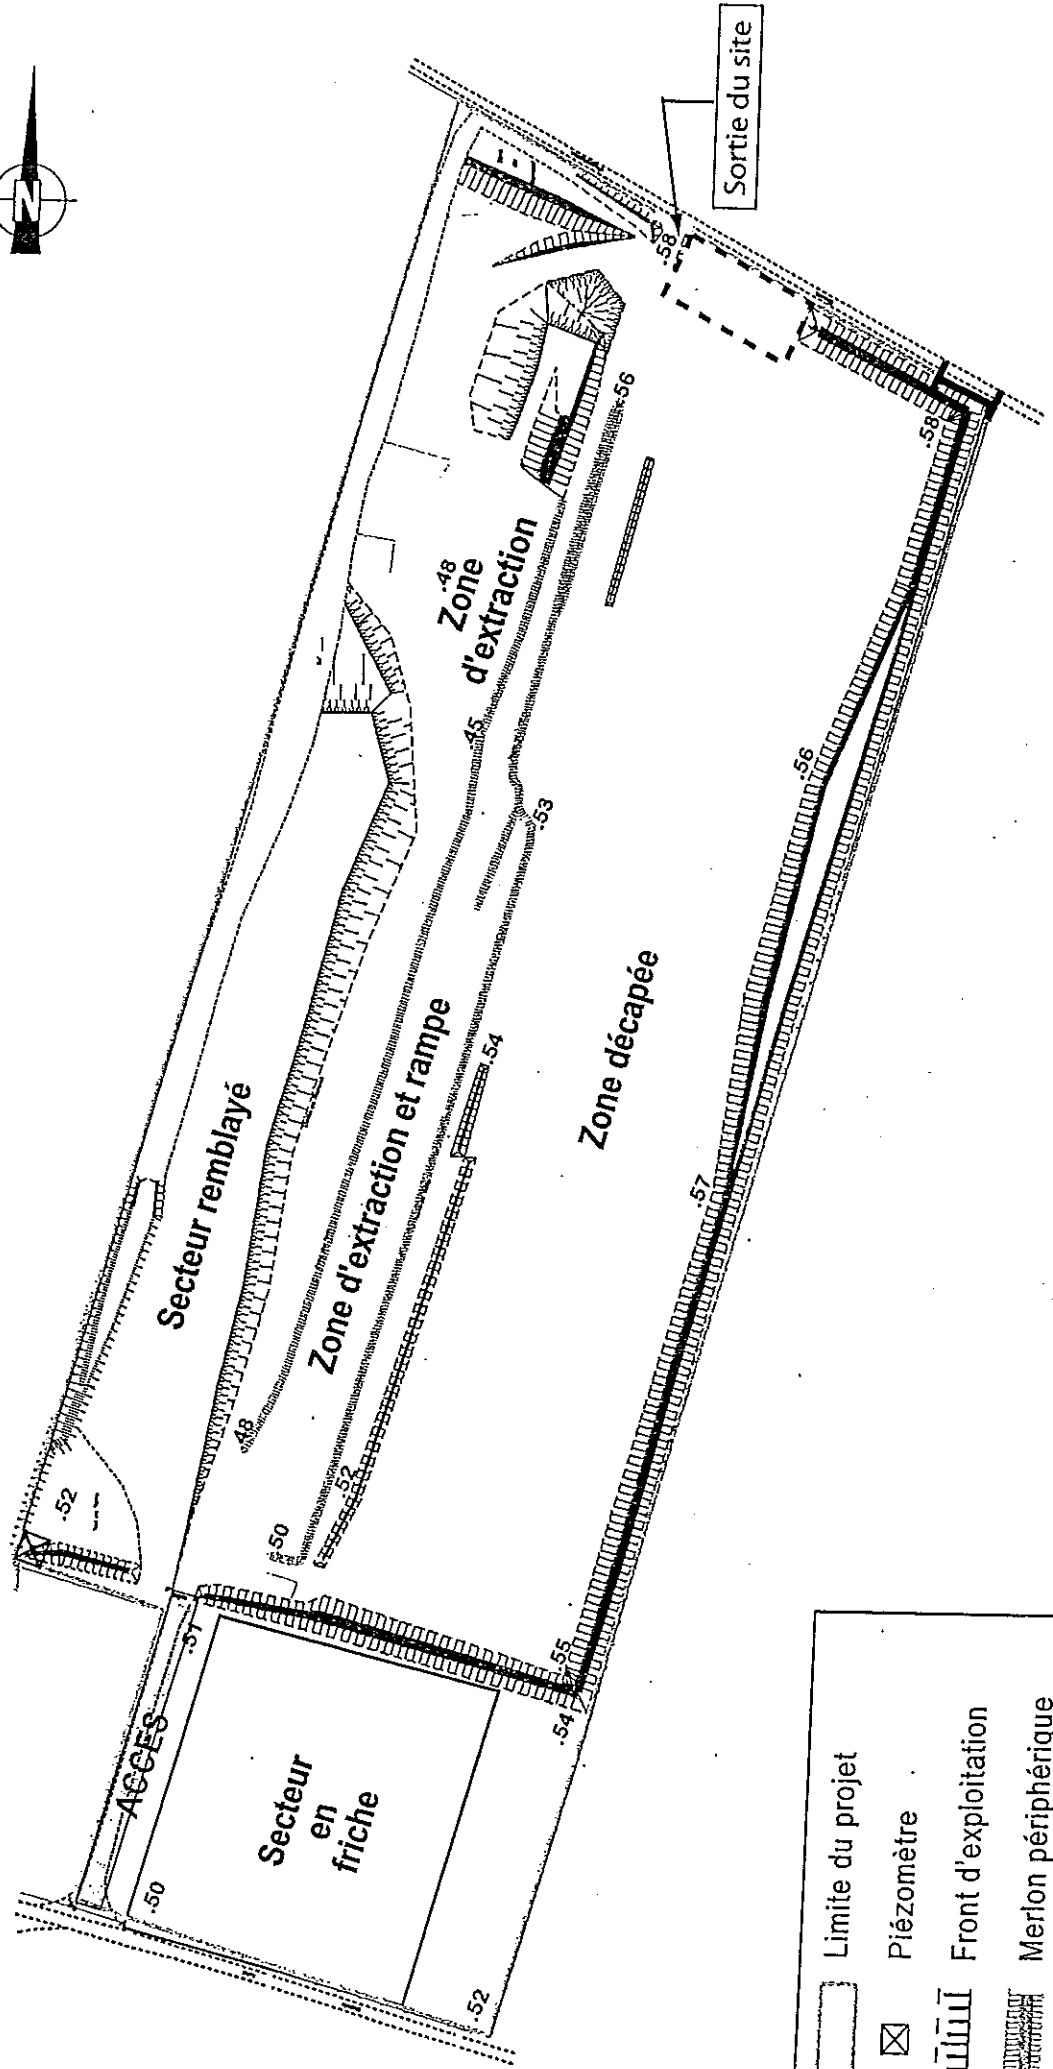 N
Sortie du site
.58
.56
.58
.48
Zone
d'extraction
.45
.53
.56
Secteur remblayé
Zone d'extraction et rampe
.54
Zone décapée
.57
.48
.52
.52
.50
.51
.55
.54
ACCES
Secteur
en
friche
.50
.52
Limite du projet
Piézomètre
Front d'exploitation
Merlon périphérique